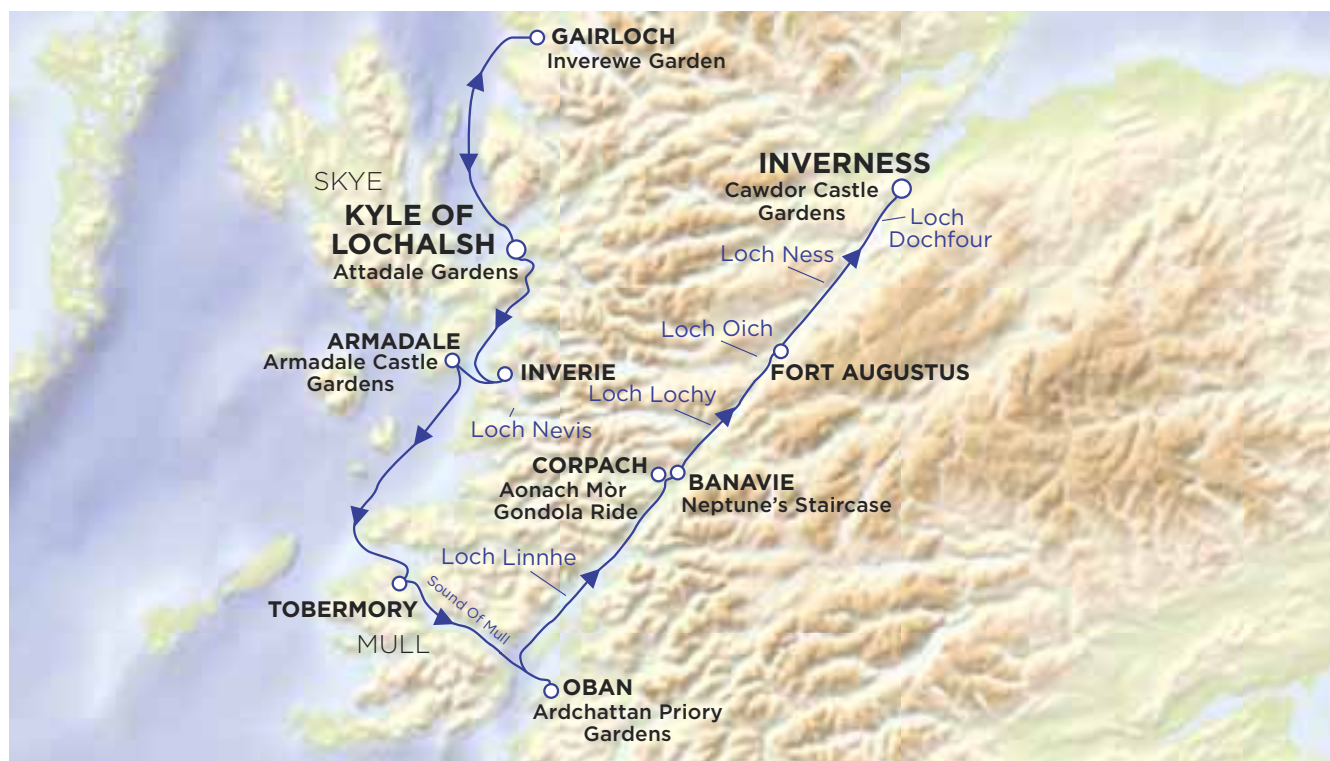 GAIRLOCH
Inverewe Garden
SKYE
KYLE OF
LOCHALSH
Attadale Gardens
INVERNESS
Cawdor Castle
Gardens
Loch
Dochfour
Loch Ness
Loch Oich
FORT AUGUSTUS
ARMADALE
Armadale Castle
Gardens
INVERIE
Loch Nevis
Loch Lochy
CORPACH
Aonach Mòr
Gondola Ride
BANAVIE
Neptune’s Staircase
Loch Linnhe
TOBERMORY
Sound Of Mull
MULL
OBAN
Ardchattan Priory
Gardens